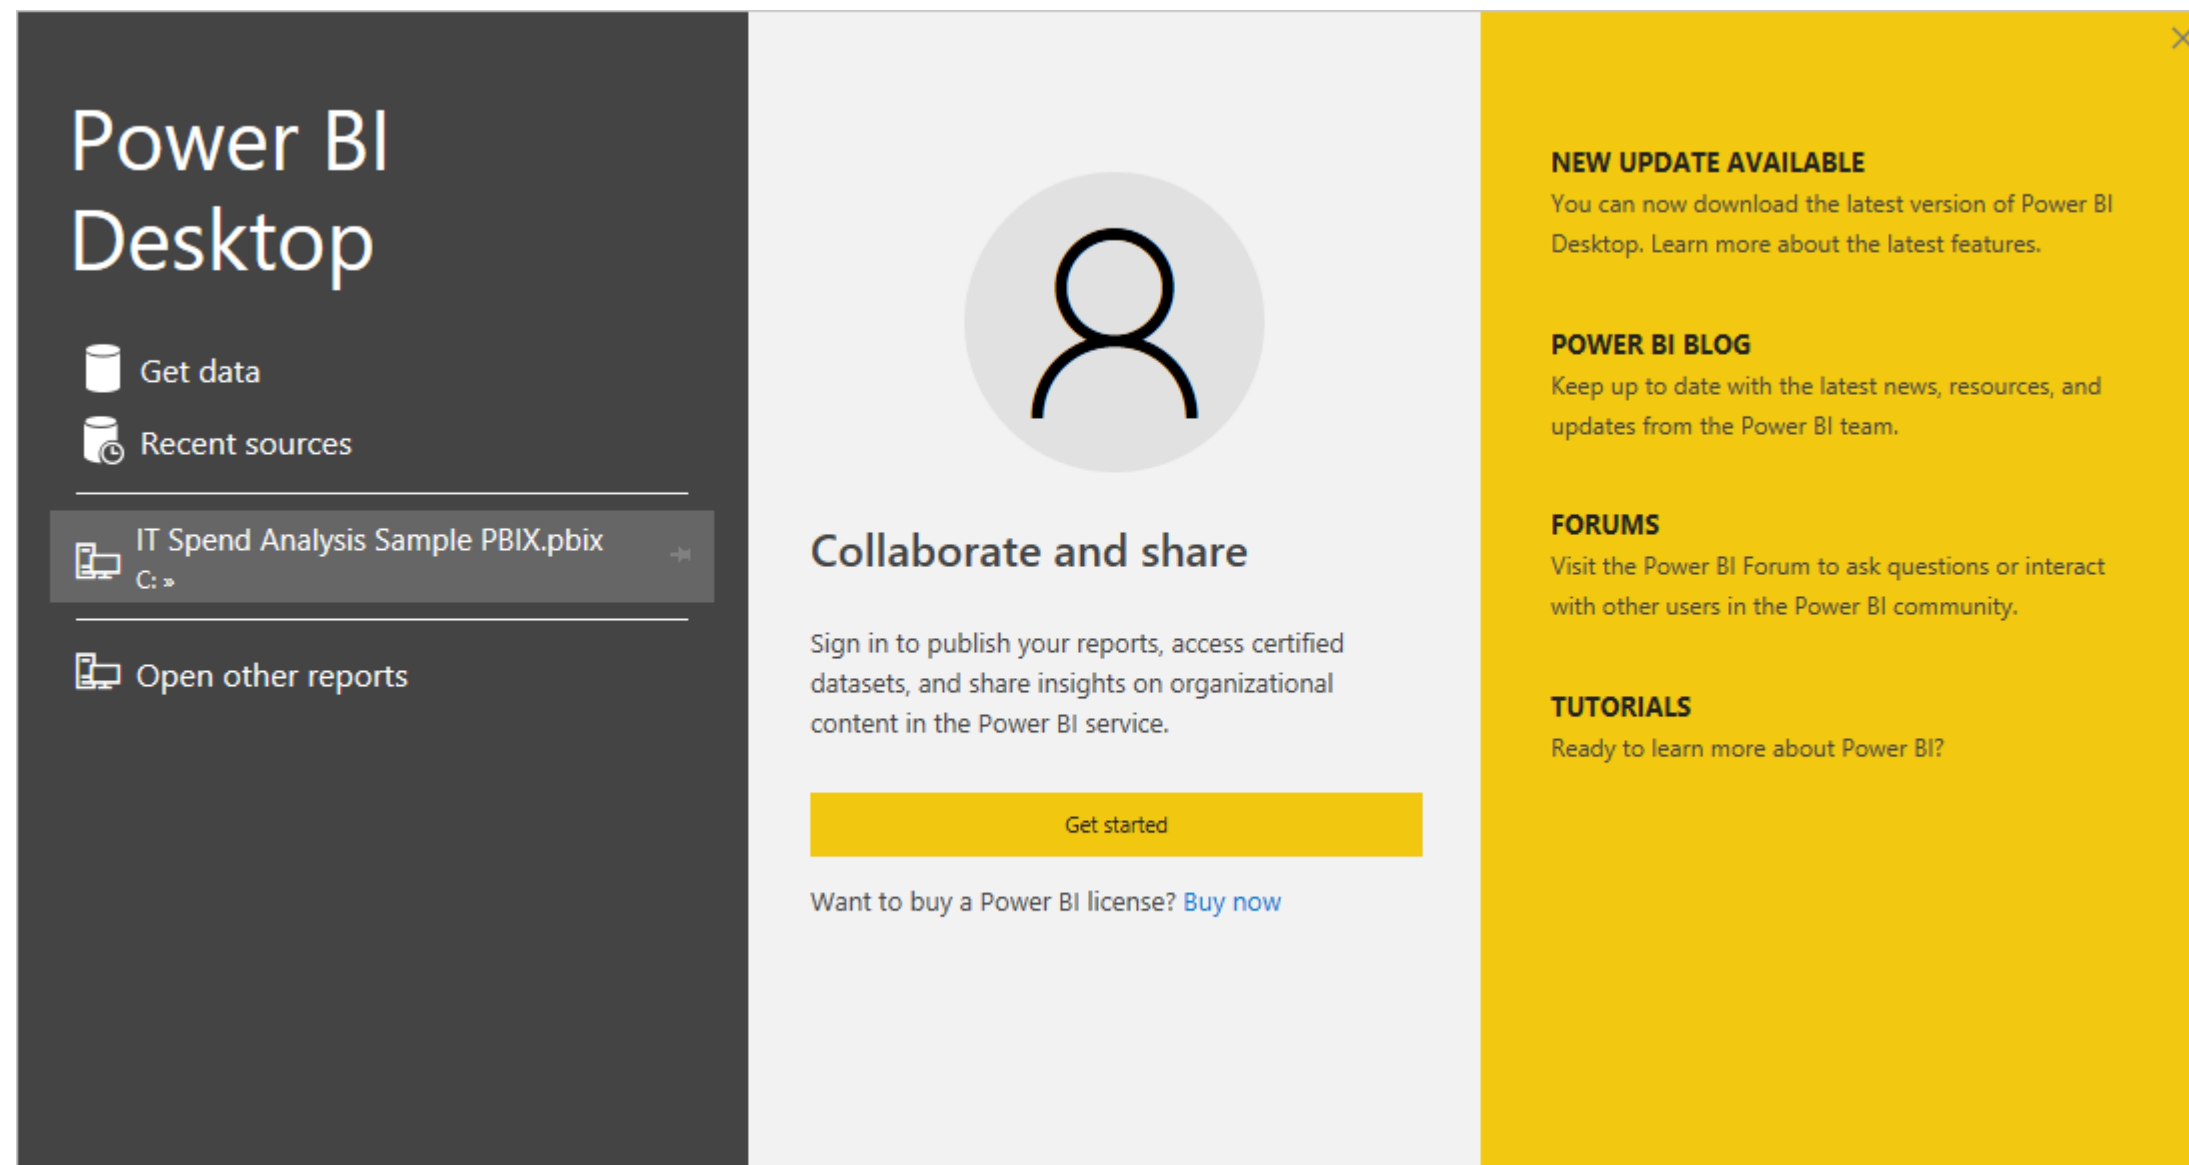 Power BI
Desktop
Get data
Recent sources
IT Spend Analysis Sample PBIX.pbix
C: »
Open other reports
Collaborate and share
Sign in to publish your reports, access certified
datasets, and share insights on organizational
content in the Power BI service.
Get started
Want to buy a Power BI license? Buy now
NEW UPDATE AVAILABLE
You can now download the latest version of Power BI
Desktop. Learn more about the latest features.
POWER BI BLOG
Keep up to date with the latest news, resources, and
updates from the Power BI team.
FORUMS
Visit the Power BI Forum to ask questions or interact
with other users in the Power BI community.
TUTORIALS
Ready to learn more about Power BI?